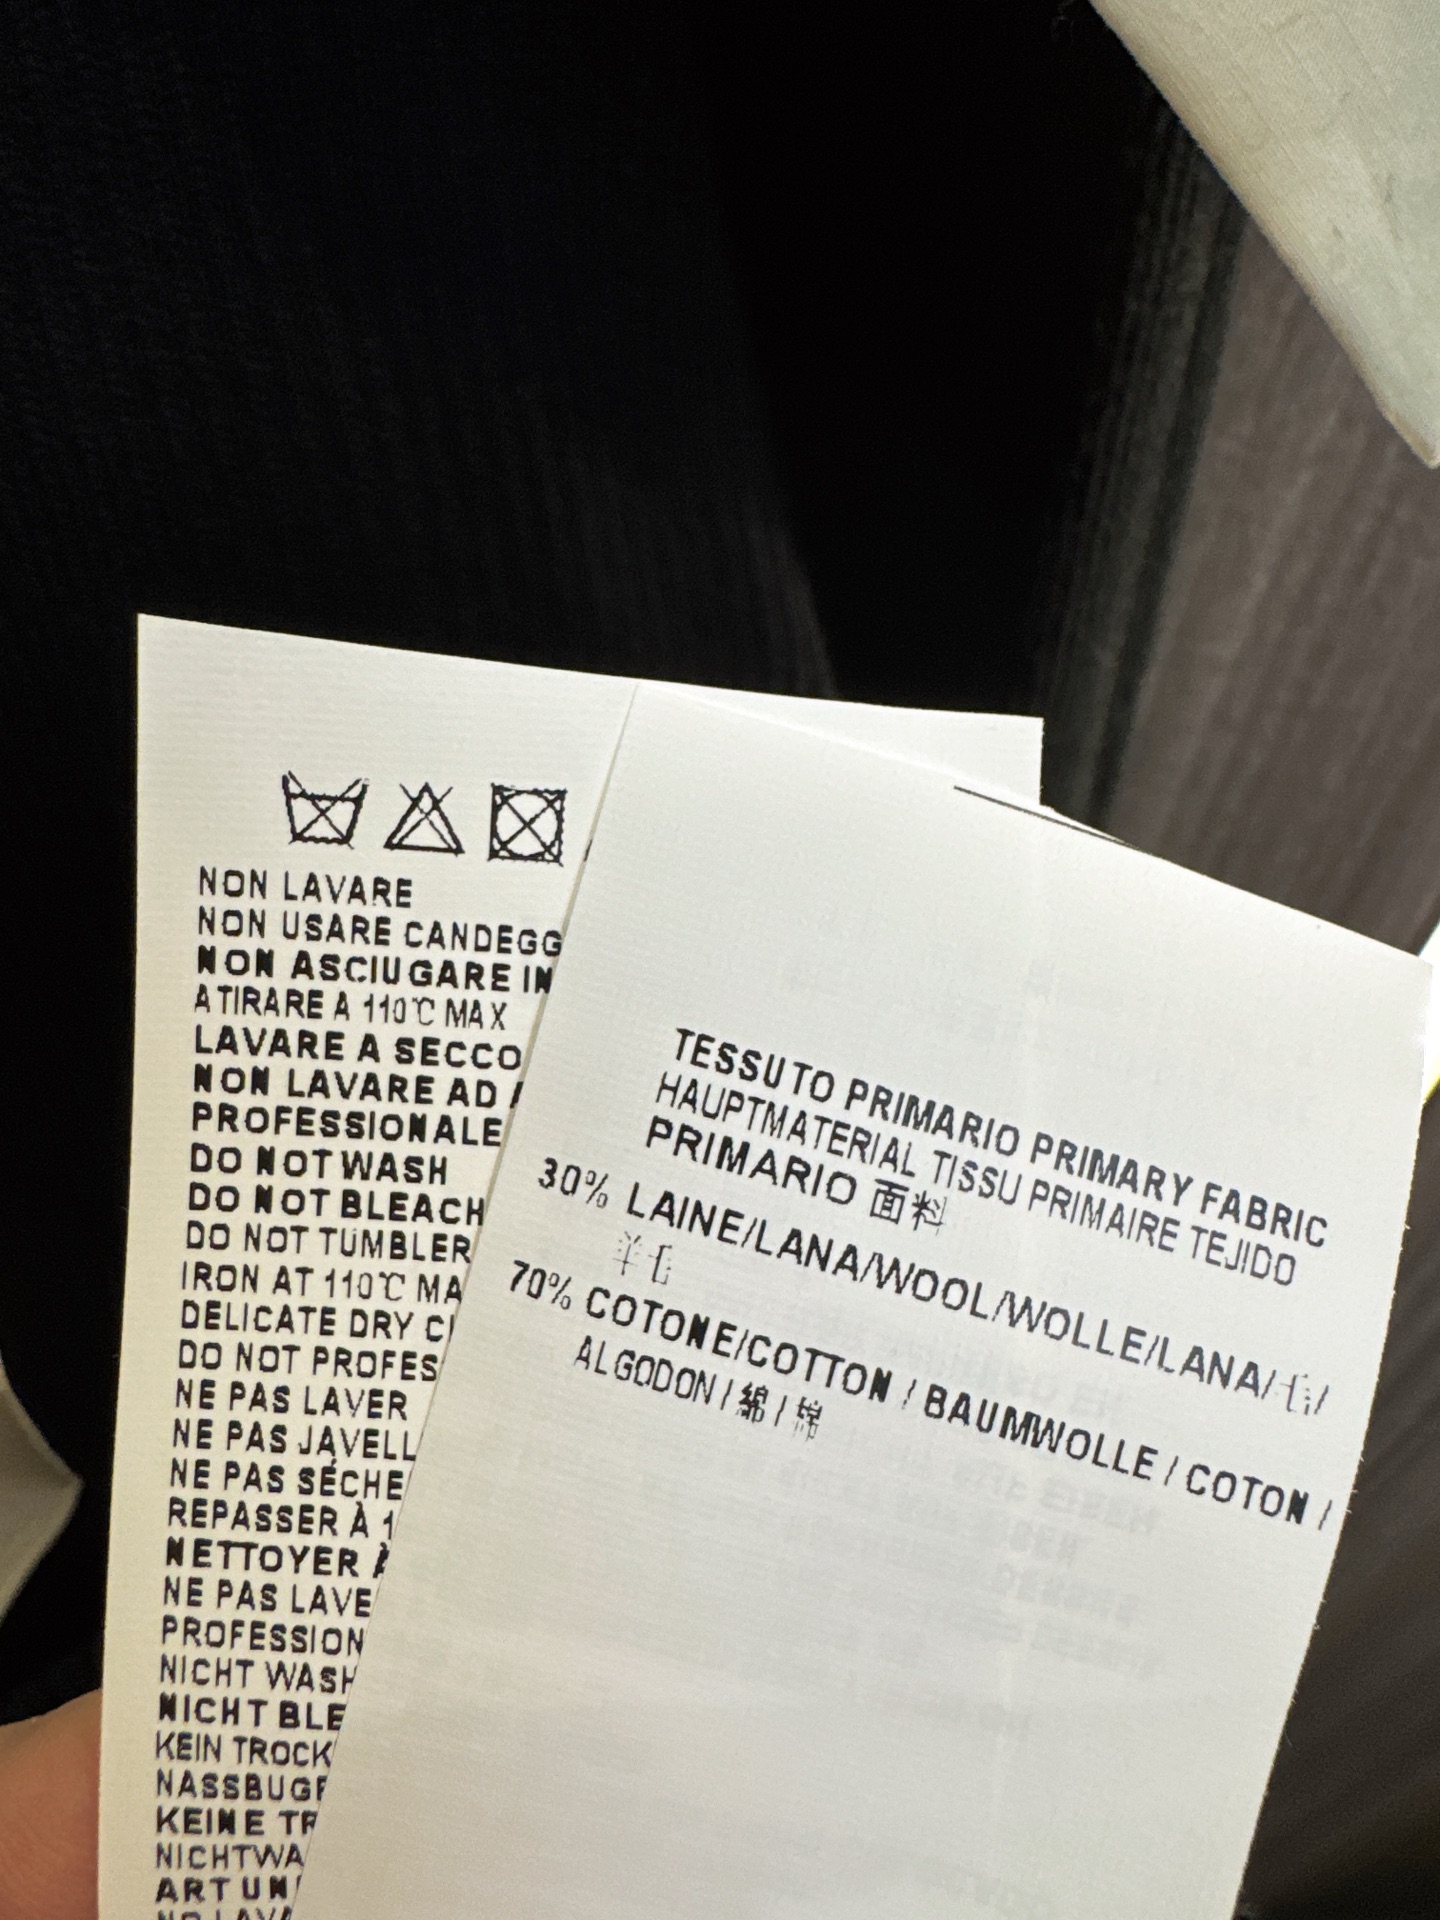 NON LAVARE
NON USARE CANDEGG
NON ASCIUGARE IN
A TIRARE A 110℃ MAX
LAVARE A SECCO
NON LAVARE AD
PROFESSIONALE
DO NOT WASH
DO NOT BLEACH
DO NOT TUMBLER
IRON AT 110℃ MA
DELICATE DRY CL
DO NOT PROFES
NE PAS LAVER
NE PAS JAVELL
NE PAS SÉCHE
REPASSER À 1
NETTOYER À
NE PAS LAVE
PROFESSION
NICHT WASH
NICHT BLE
KEIN TROCK
NASSBUGE
KEINE TR
NICHTWA
ART UN
NO LAVA
TESSUTO PRIMARIO PRIMARY FABRIC
HAUPTMATERIAL TISSU PRIMAIRE TEJIDO
PRIMARIO 面料
30% LAINE/LANA/WOOL/WOLLE/LANA/毛/
羊毛
70% COTONE/COTTON / BAUMWOLLE / COTON /
ALGODON / 綿 / 棉